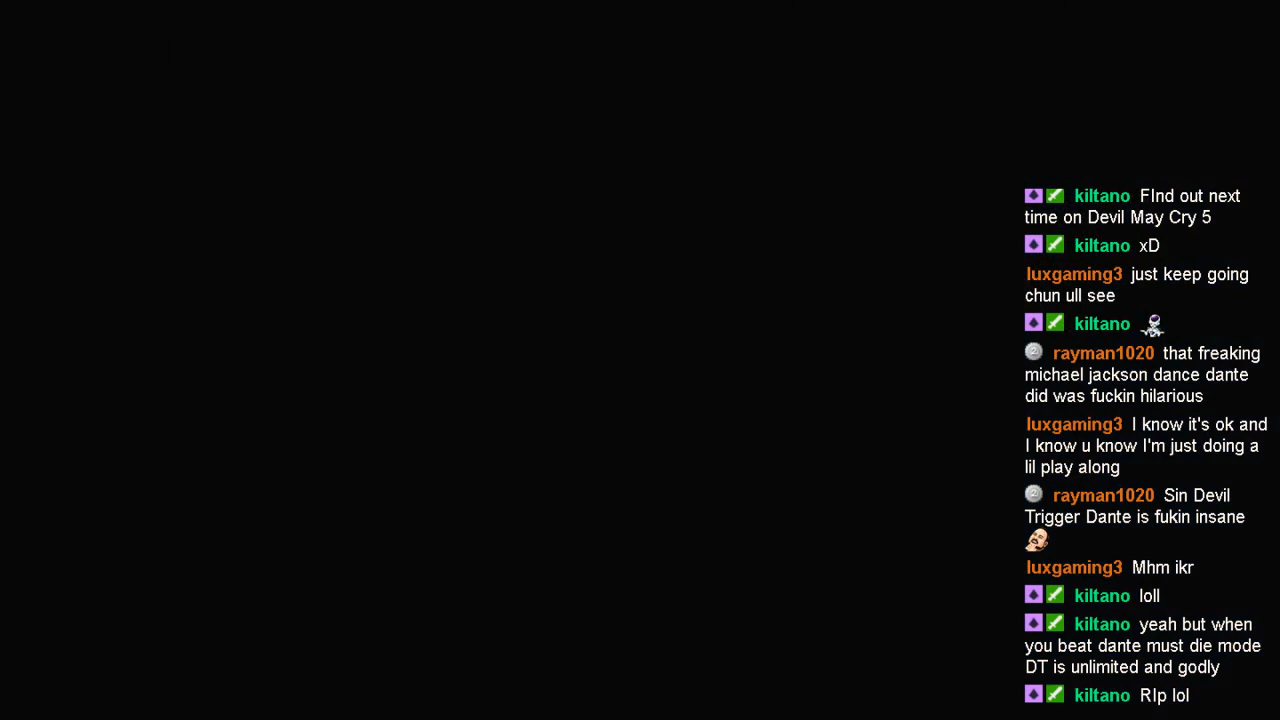 kiltano FInd out next
time on Devil May Cry 5
kiltano xD
luxgaming3 just keep going
chun ull see
kiltano
rayman1020 that freaking
michael jackson dance dante
did was fuckin hilarious
luxgaming3 I know it's ok and
I know u know I'm just doing a
lil play along
rayman1020 Sin Devil
Trigger Dante is fukin insane
luxgaming3 Mhm ikr
kiltano loll
kiltano yeah but when
you beat dante must die mode
DT is unlimited and godly
kiltano RIp lol